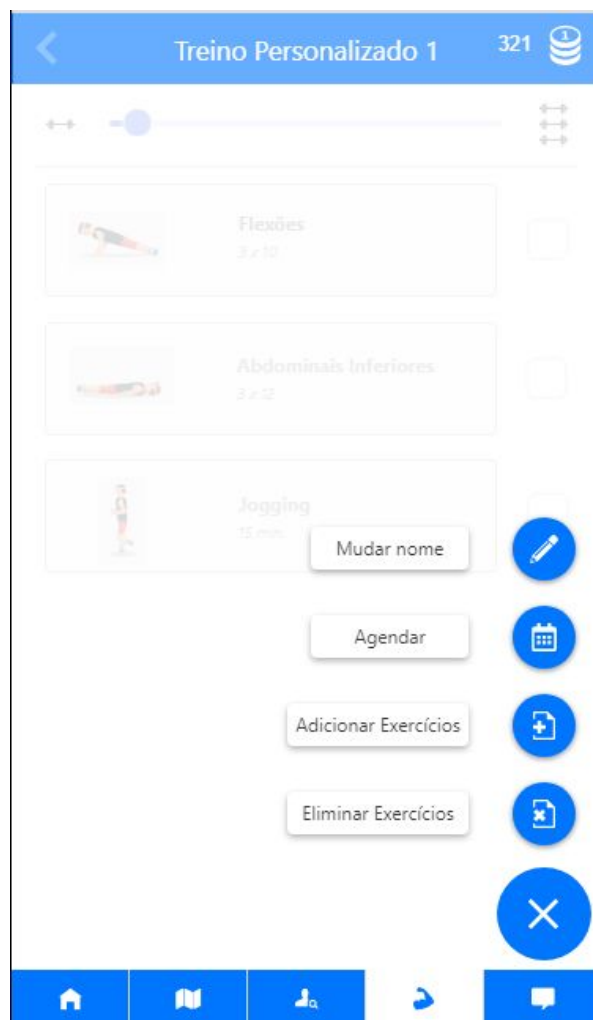 Treino Personalizado 1
321
1
Flexões
3 x 10
Abdominais Inferiores
3 x 12
Jogging
15 min
Mudar nome
Agendar
Adicionar Exercícios
Eliminar Exercícios